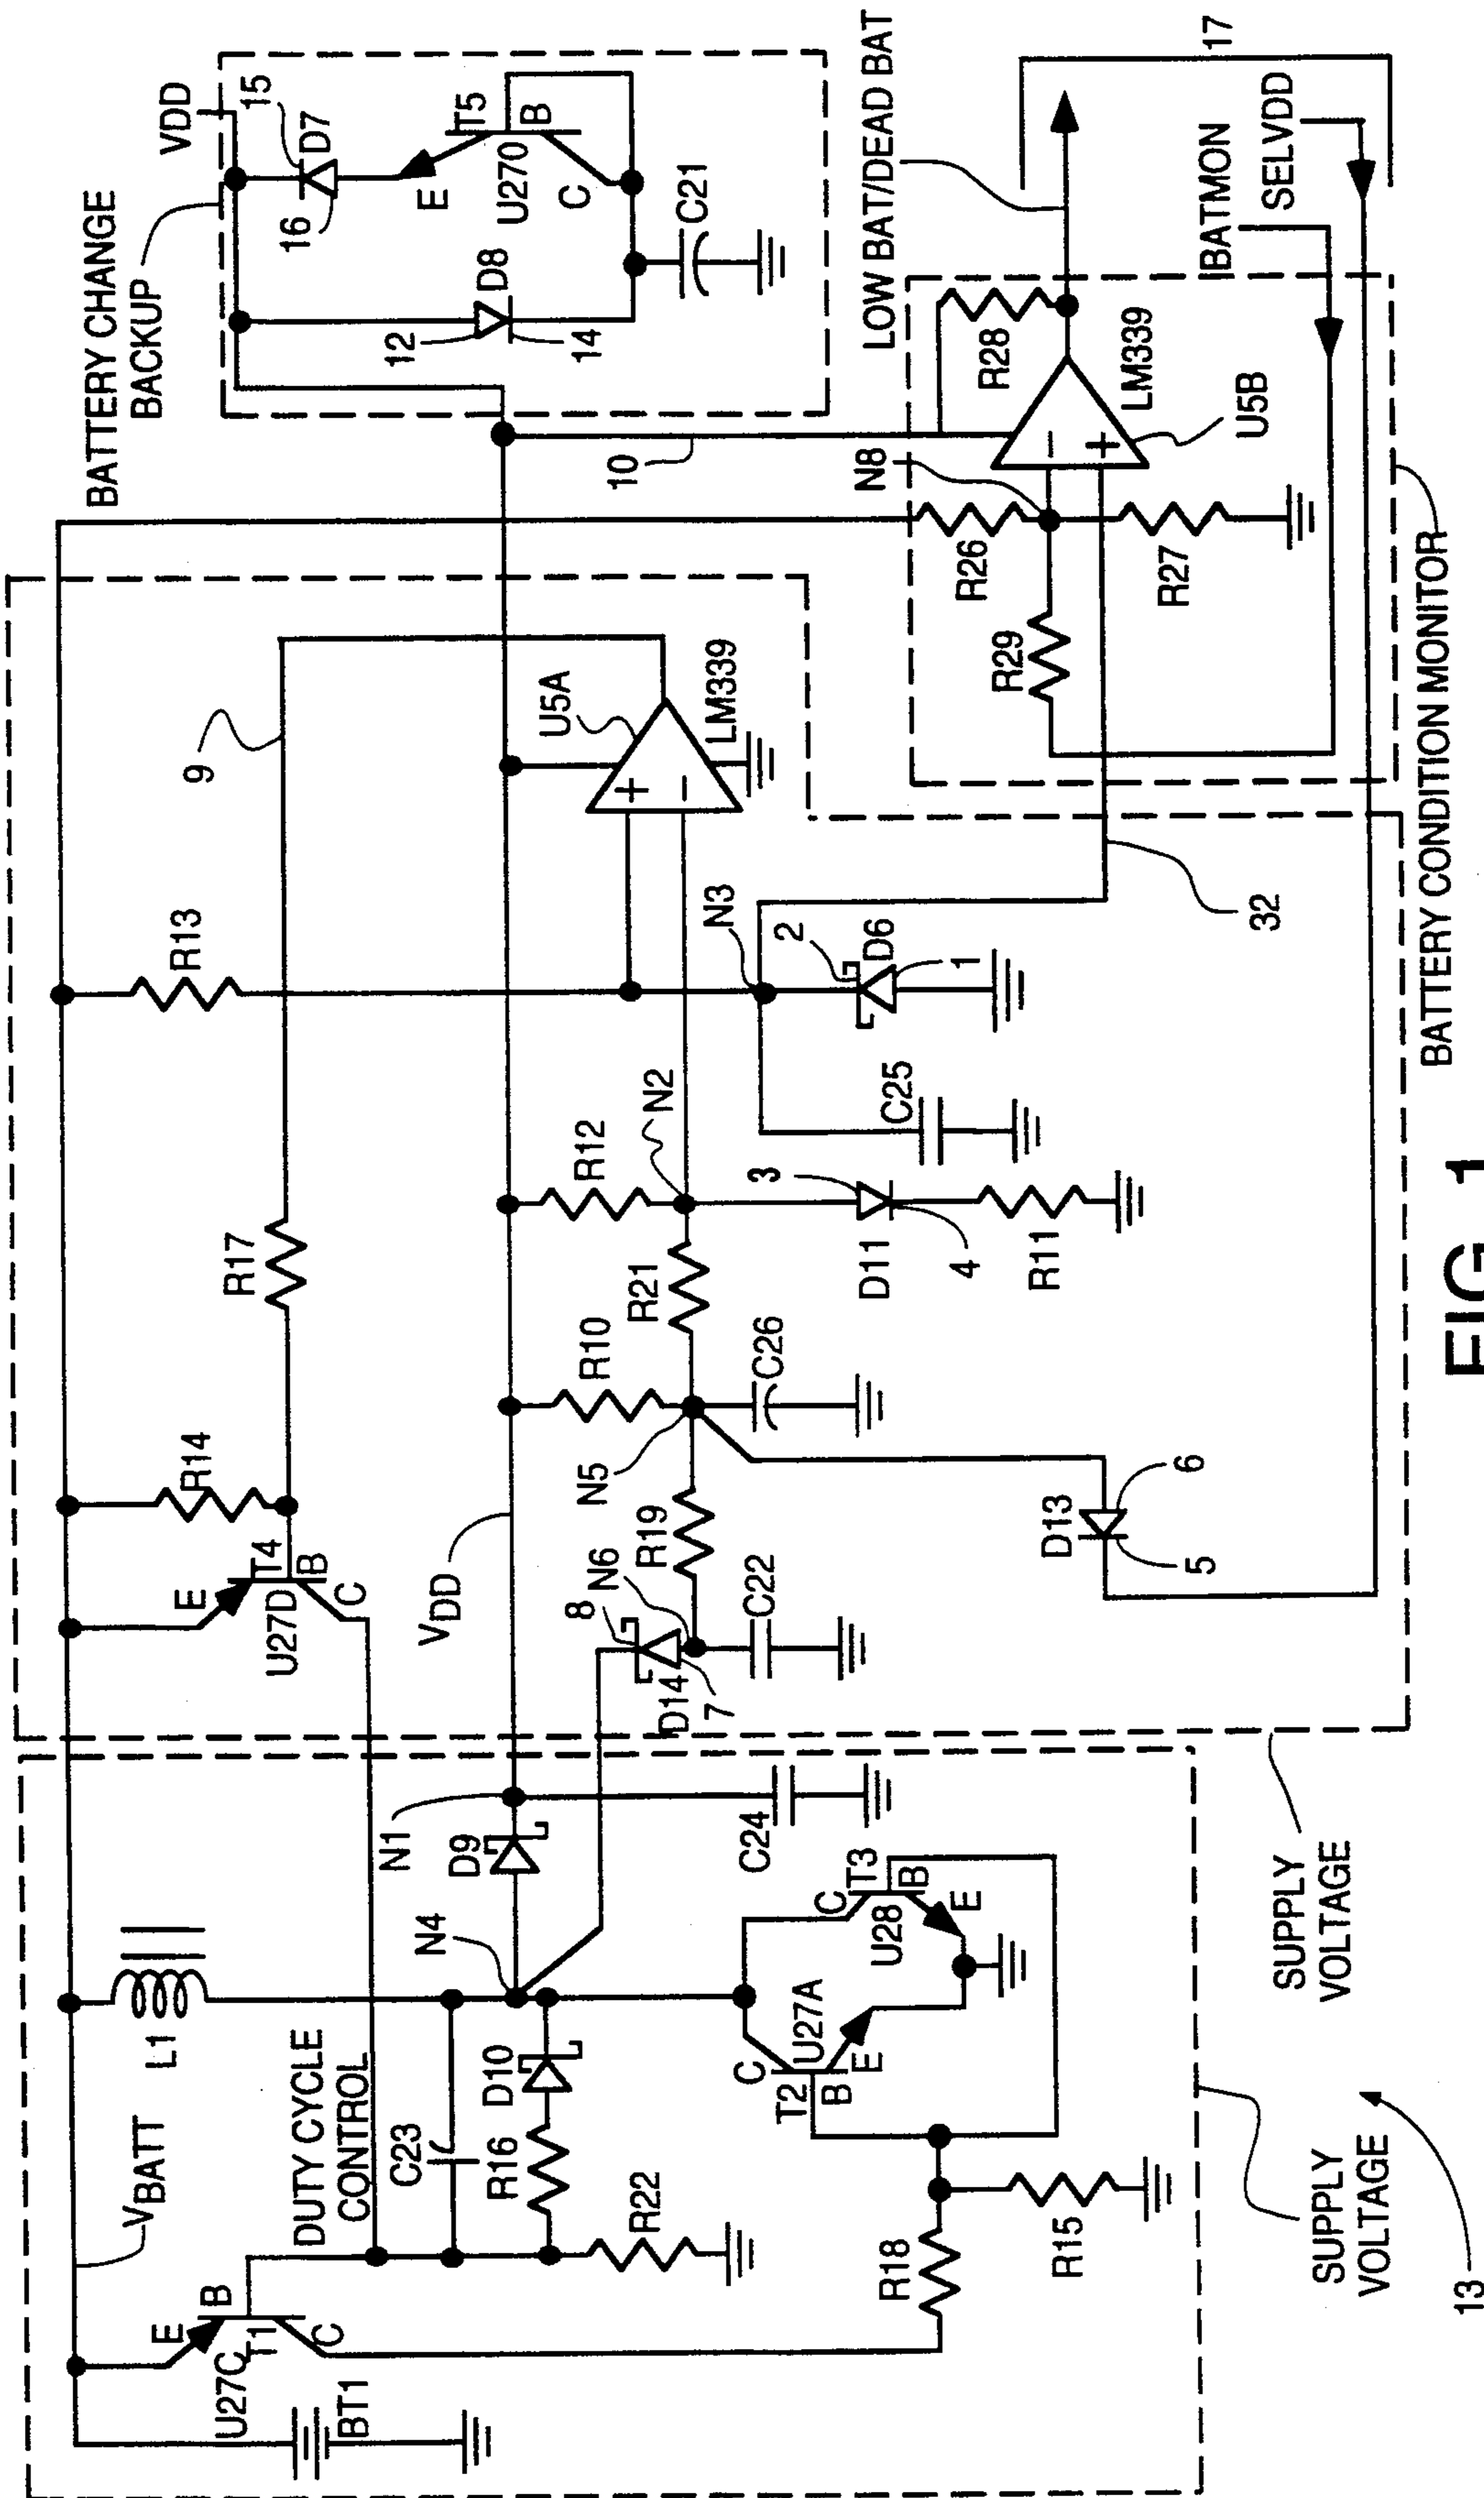 BATTERY CHANGE
BACKUP
VDD
15
16
D7
E
T5
B
U270
C
12
D8
14
C21
LOW BAT/DEAD BAT
17
BATMON
SELVDD
10
N8
R28
LM339
U5B
R26
R27
R29
BATTERY CONDITION MONITOR
9
R13
U5A
+
−
LM339
−
+
N3
2
D6
1
32
C25
R17
R12
N2
3
D11
4
R11
R21
R10
C26
N5
R14
T4
E
B
C
U27D
VDD
8
N6
R19
C22
D14
7
D13
6
5
SUPPLY
VOLTAGE
N1
D9
C24
N4
L1
VBATT
DUTY CYCLE
CONTROL
C23
D10
R16
R22
C
T3
B
U28
E
U27A
C
T2
B
E
R18
R15
E
B
U27C
T1
C
BT1
SUPPLY
VOLTAGE
13
FIG. 1